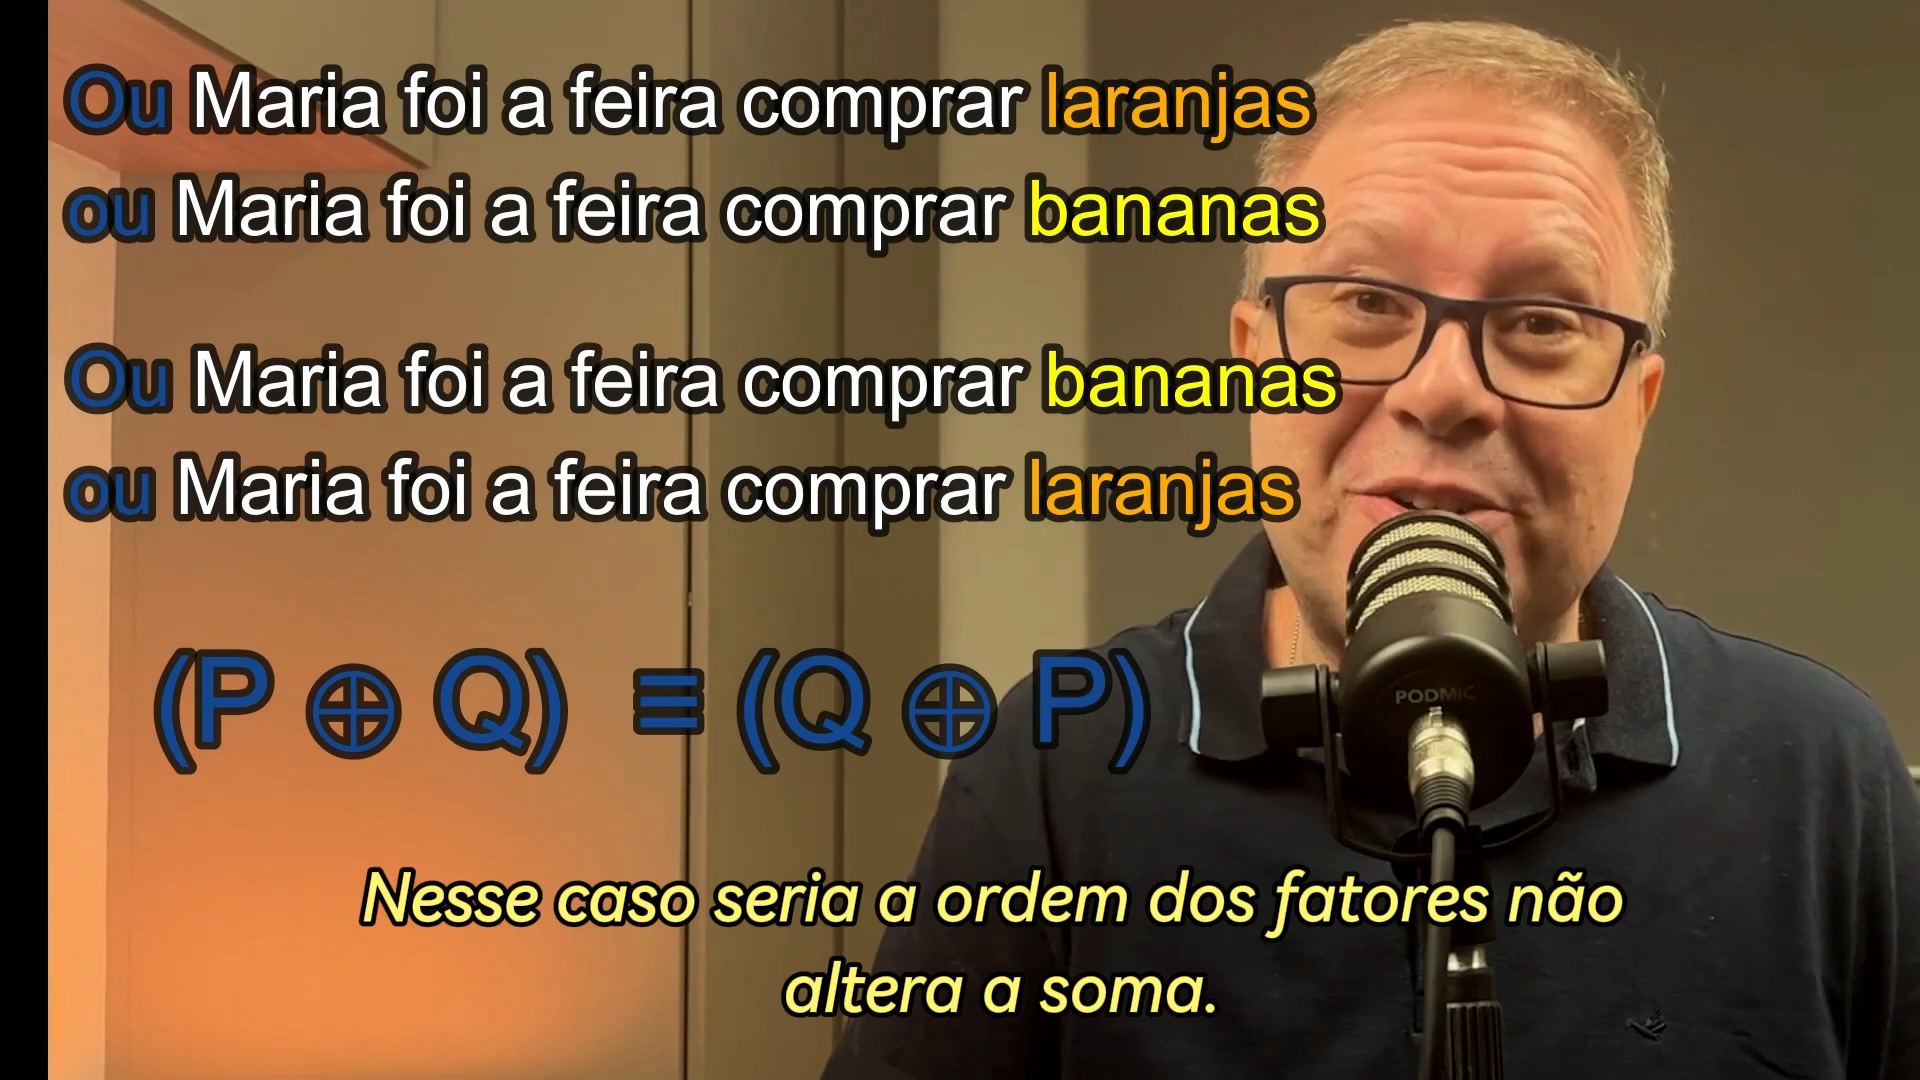 Ou Maria foi a feira comprar laranjas
ou Maria foi a feira comprar bananas
Ou Maria foi a feira comprar bananas
ou Maria foi a feira comprar laranjas
(P ⊕ Q) ≡ (Q ⊕ P)
PODMIC
Nesse caso seria a ordem dos fatores não
altera a soma.